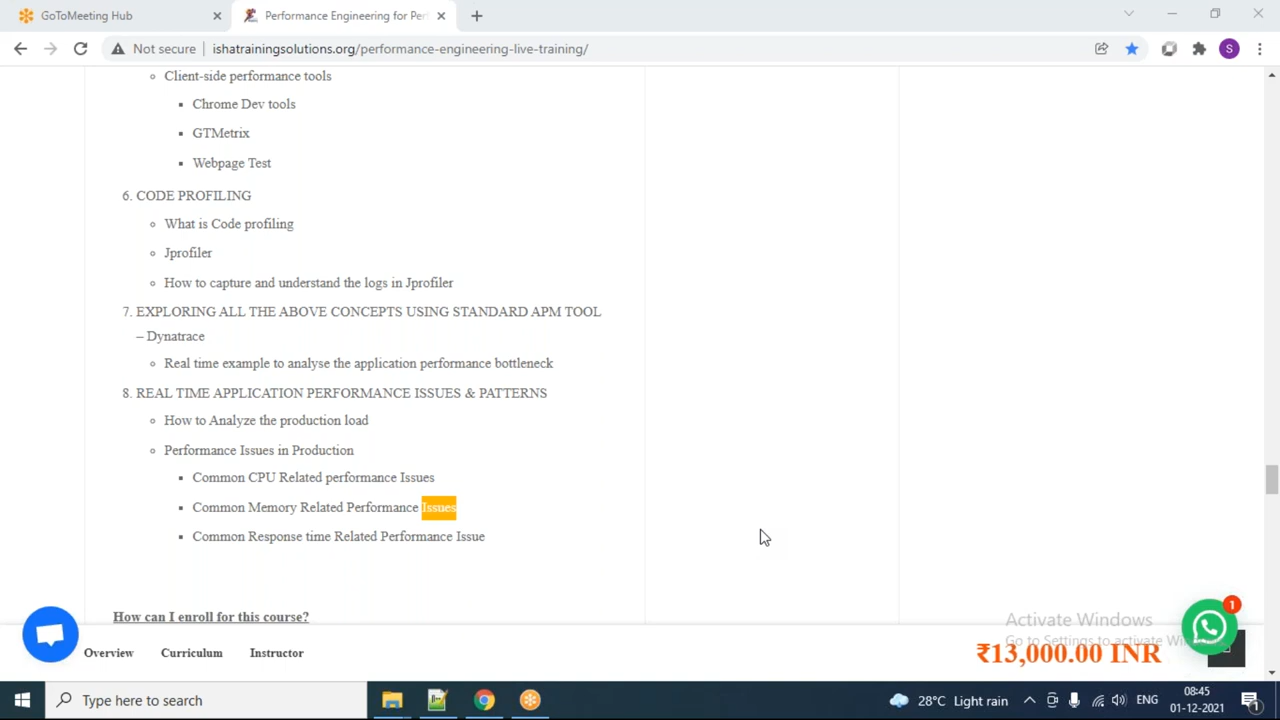 GoToMeeting Hub
Performance Engineering for Per
Not secure
ishatrainingsolutions.org/performance-engineering-live-training/
S
Client-side performance tools
Chrome Dev tools
GTMetrix
Webpage Test
6. CODE PROFILING
What is Code profiling
Jprofiler
How to capture and understand the logs in Jprofiler
7. EXPLORING ALL THE ABOVE CONCEPTS USING STANDARD APM TOOL
– Dynatrace
Real time example to analyse the application performance bottleneck
8. REAL TIME APPLICATION PERFORMANCE ISSUES & PATTERNS
How to Analyze the production load
Performance Issues in Production
Common CPU Related performance Issues
Common Memory Related Performance Issues
Common Response time Related Performance Issue
How can I enroll for this course?
1
Activate Windows
Go to Settings to activate
Overview Curriculum Instructor
₹13,000.00 INR
Type here to search
28°C Light rain
ENG
08:45
01-12-2021
1